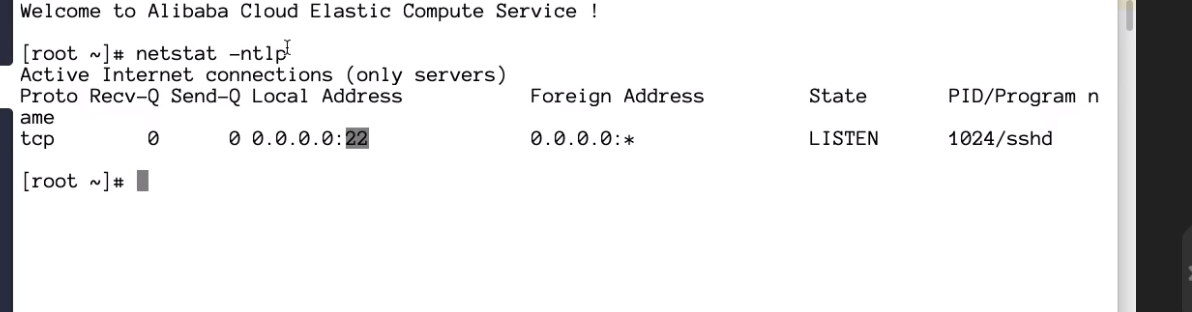 Welcome to Alibaba Cloud Elastic Compute Service !
[root ~]# netstat -ntlp
Active Internet connections (only servers)
Proto Recv-Q Send-Q Local Address Foreign Address State PID/Program n
ame
tcp 0 0 0.0.0.0:22 0.0.0.0:* LISTEN 1024/sshd
[root ~]#